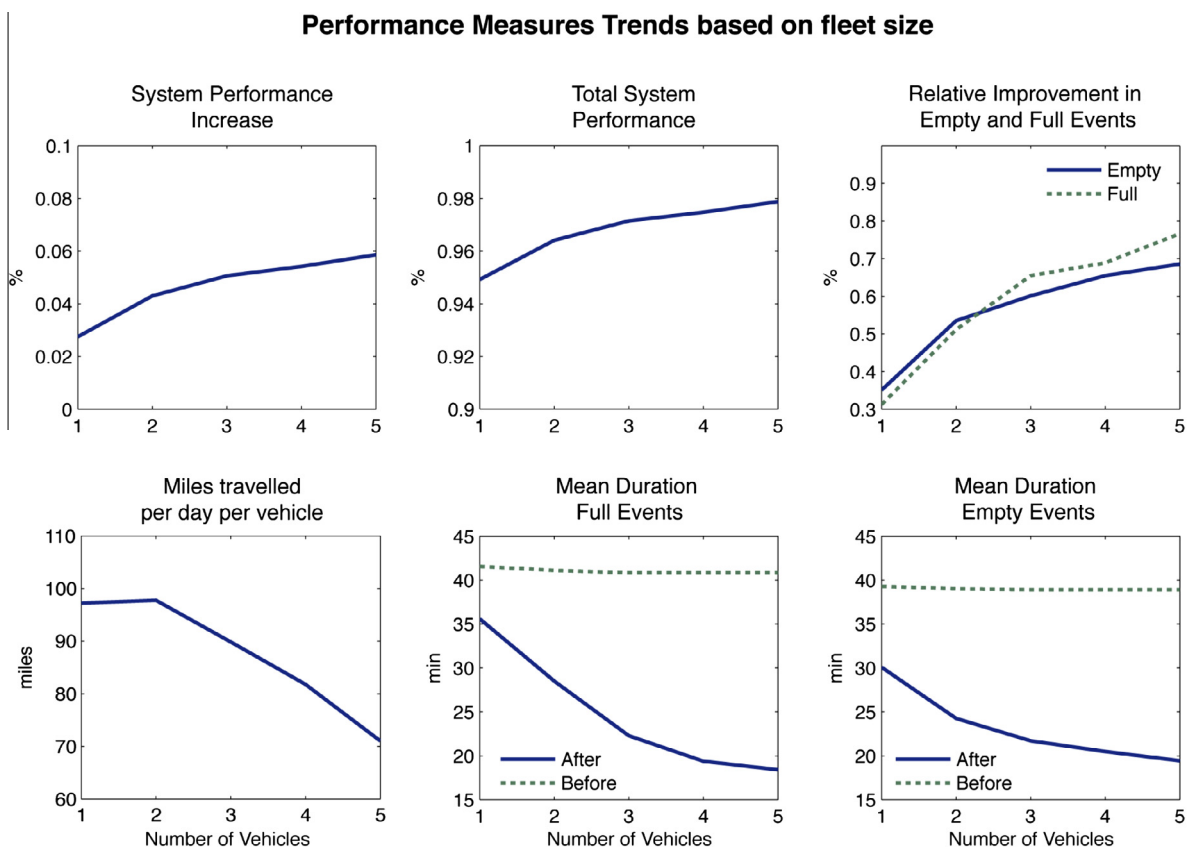 Performance Measures Trends based on fleet size
System Performance
Increase
0.1
0.08
0.06
0.04
0.02
0
%
1 2 3 4 5
Total System
Performance
1
0.98
0.96
0.94
0.92
0.9
%
1 2 3 4 5
Relative Improvement in
Empty and Full Events
Empty
Full
0.9
0.8
0.7
0.6
0.5
0.4
0.3
%
1 2 3 4 5
Miles travelled
per day per vehicle
110
100
90
80
70
60
miles
1 2 3 4 5
Number of Vehicles
Mean Duration
Full Events
45
40
35
30
25
20
15
min
After
Before
1 2 3 4 5
Number of Vehicles
Mean Duration
Empty Events
45
40
35
30
25
20
15
min
After
Before
1 2 3 4 5
Number of Vehicles